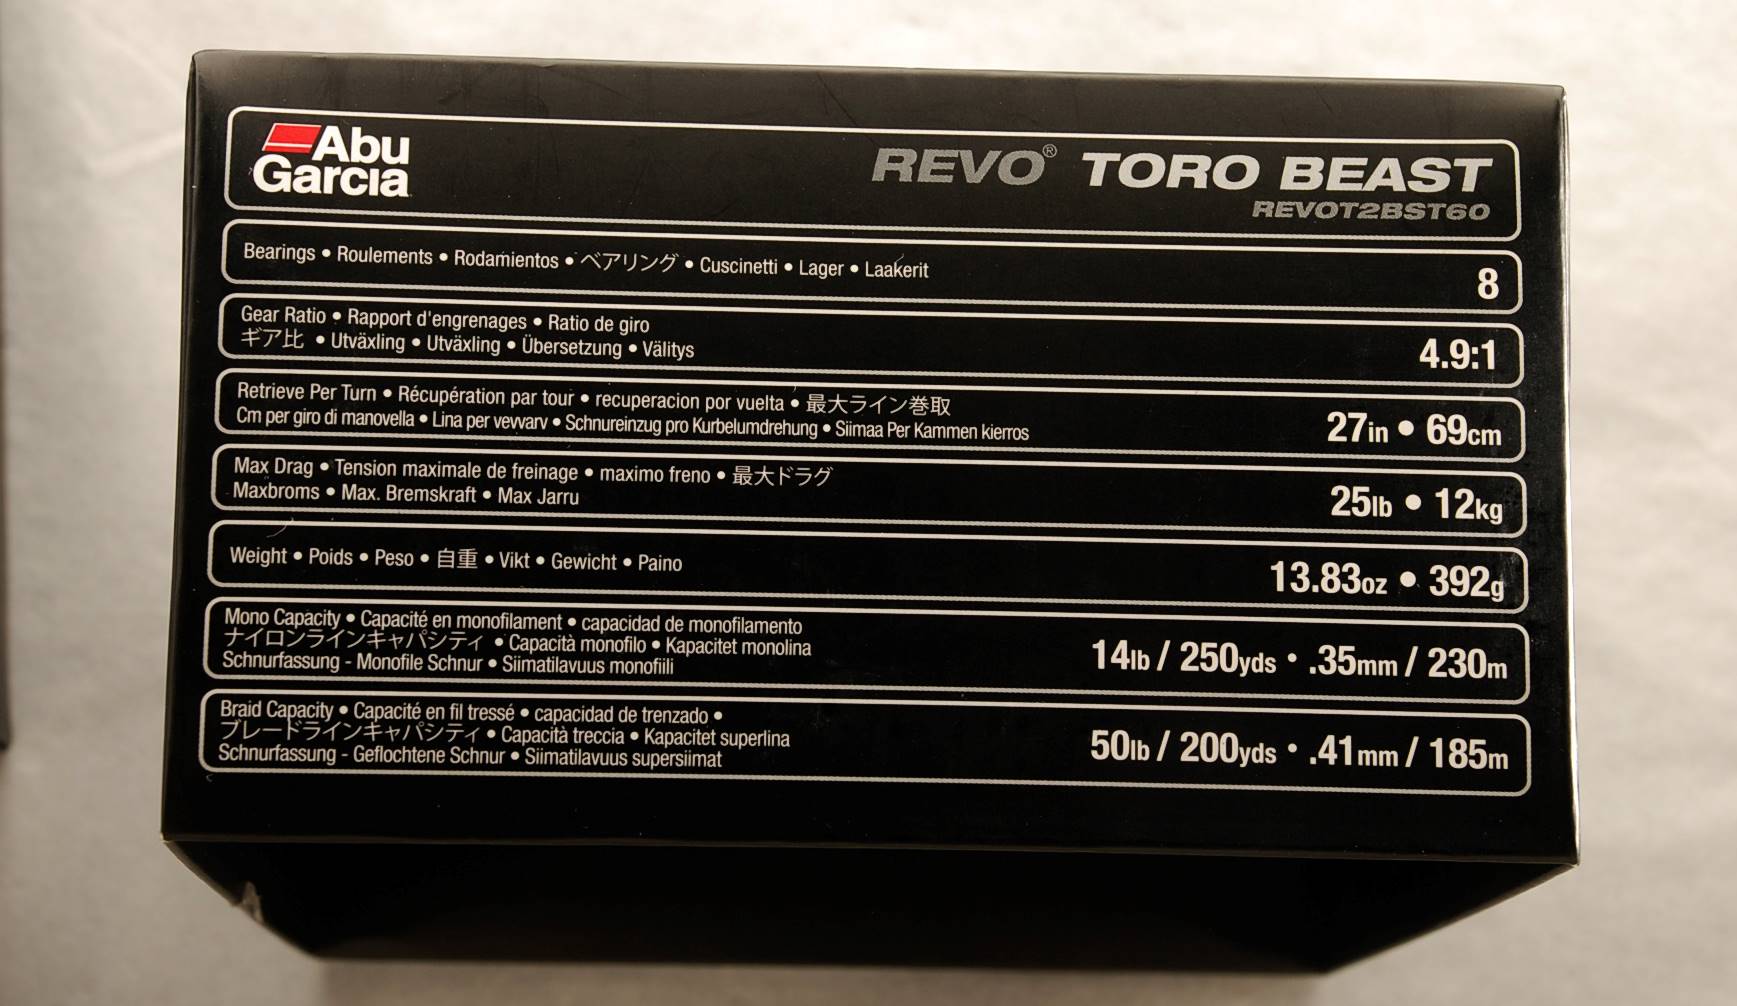 Abu
Garcia
REVO® TORO BEAST
REVOT2BST60
Bearings • Roulements • Rodamientos • ベアリング • Cuscinetti • Lager • Laakerit
8
Gear Ratio • Rapport d'engrenages • Ratio de giro
ギア比 • Utväxling • Utväxling • Übersetzung • Välitys
4.9:1
Retrieve Per Turn • Récupération par tour • recuperacion por vuelta • 最大ライン巻取
Cm per giro di manovella • Lina per vevvarv • Schnureinzug pro Kurbelumdrehung • Siimaa Per Kammen kierros
27in • 69cm
Max Drag • Tension maximale de freinage • maximo freno • 最大ドラグ
Maxbroms • Max. Bremskraft • Max Jarru
25lb • 12kg
Weight • Poids • Peso • 自重 • Vikt • Gewicht • Paino
13.83oz • 392g
Mono Capacity • Capacité en monofilament • capacidad de monofilamento
ナイロンラインキャパシティ • Capacità monofilo • Kapacitet monolina
Schnurfassung - Monofile Schnur • Siimatilavuus monofiili
14lb / 250yds • .35mm / 230m
Braid Capacity • Capacité en fil tressé • capacidad de trenzado •
ブレードラインキャパシティ • Capacità treccia • Kapacitet superlina
Schnurfassung - Geflochtene Schnur • Siimatilavuus supersiimat
50lb / 200yds • .41mm / 185m